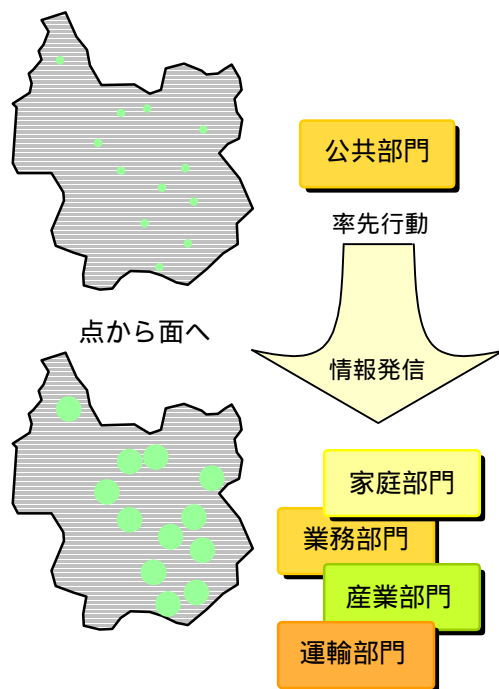 公共部門
率先行動
点から面へ
情報発信
家庭部門
業務部門
産業部門
運輸部門